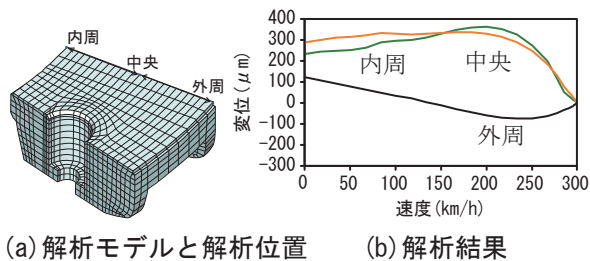 内周
中央
外周
変位(μm)
400
300
200
100
0
-100
-200
-300
内周
中央
外周
0
50
100
150
200
250
300
速度(km/h)
(a)解析モデルと解析位置
(b)解析結果